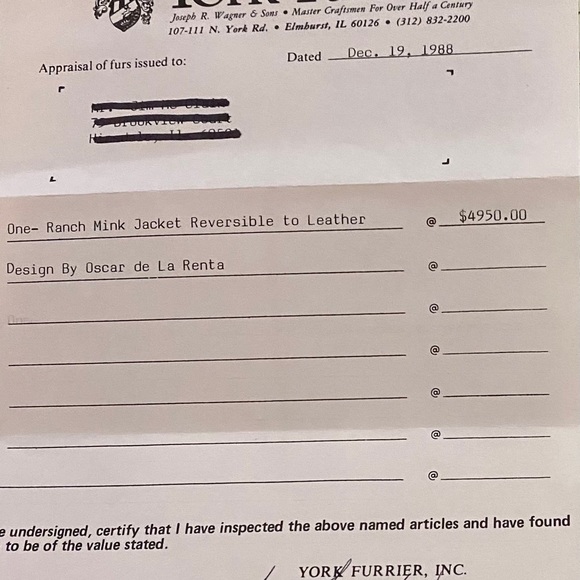 Joseph R. Wagner & Sons • Master Craftsmen For Over Half a Century
107-111 N. York Rd. • Elmhurst, IL 60126 • (312) 832-2200
Appraisal of furs issued to:
Dated Dec. 19, 1988
One- Ranch Mink Jacket Reversible to Leather @ $4950.00
Design By Oscar de La Renta @
@
@
@
@
@
e undersigned, certify that I have inspected the above named articles and have found
to be of the value stated.
YORK FURRIER, INC.